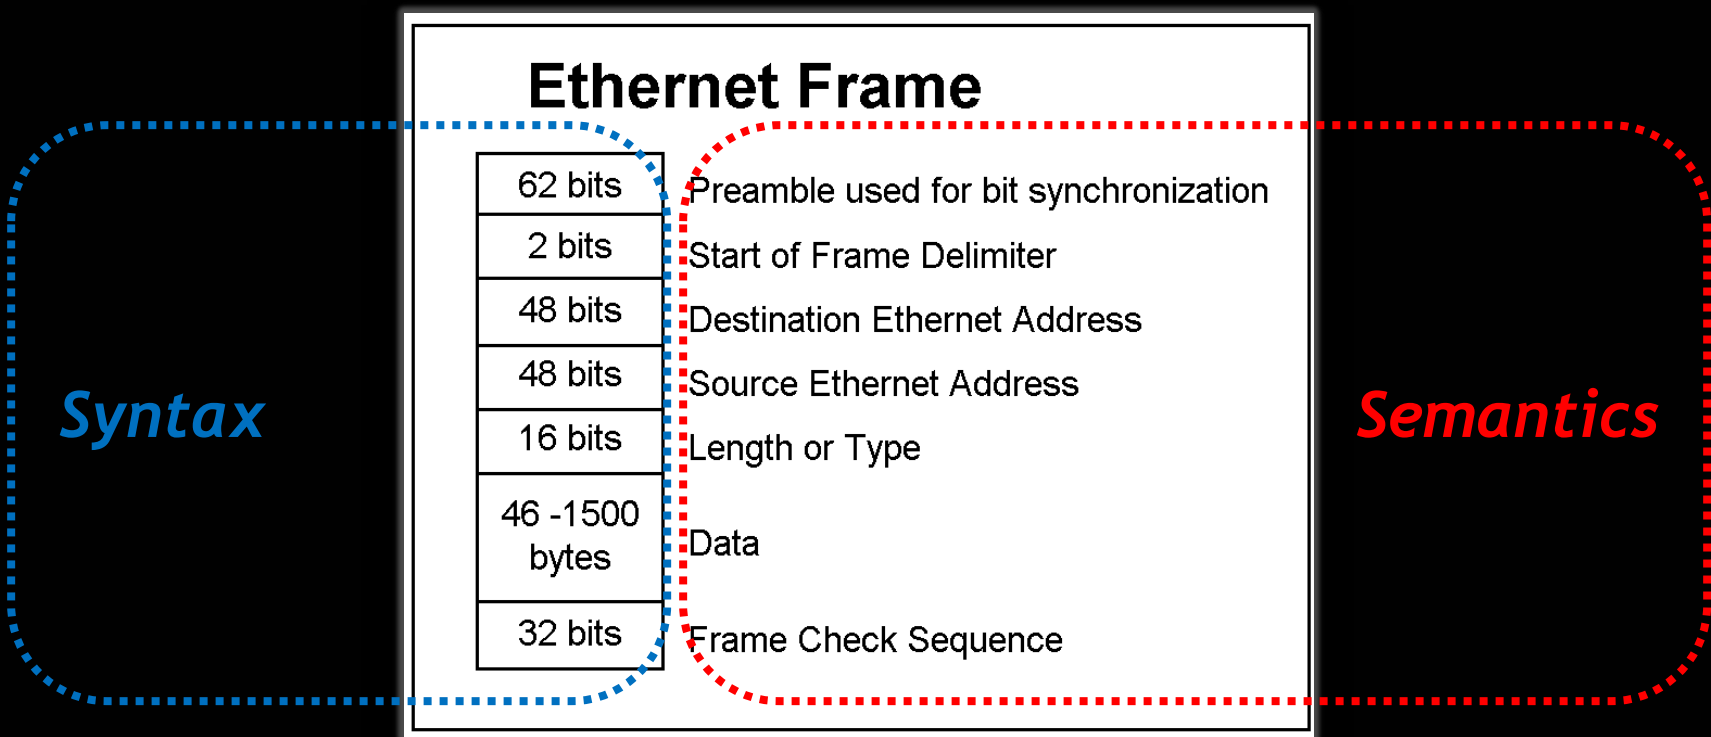 Ethernet Frame
62 bits
Preamble used for bit synchronization
2 bits
Start of Frame Delimiter
48 bits
Destination Ethernet Address
48 bits
Source Ethernet Address
16 bits
Length or Type
46 -1500
bytes
Data
32 bits
Frame Check Sequence
Syntax
Semantics